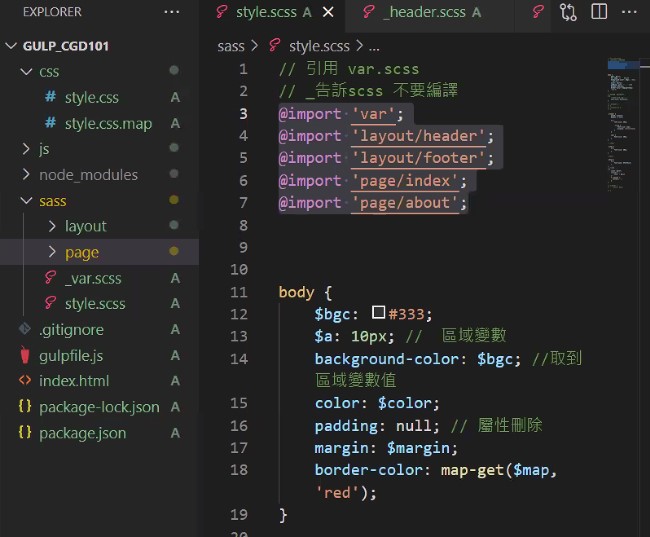 EXPLORER
GULP_CGD101
css
style.css A
style.css.map A
js
node_modules
sass
layout
page
_var.scss A
style.scss A
.gitignore A
gulpfile.js A
index.html A
package-lock.json A
package.json A
style.scss A
_header.scss A
sass > style.scss > ...
1 // 引用 var.scss
2 // _告訴scss 不要編譯
3 @import 'var';
4 @import 'layout/header';
5 @import 'layout/footer';
6 @import 'page/index';
7 @import 'page/about';
8
9
10
11 body {
12 $bgc: #333;
13 $a: 10px; //  區域變數
14 background-color: $bgc; //取到
區域變數值
15 color: $color;
16 padding: null; // 屬性刪除
17 margin: $margin;
18 border-color: map-get($map,
'red');
19 }